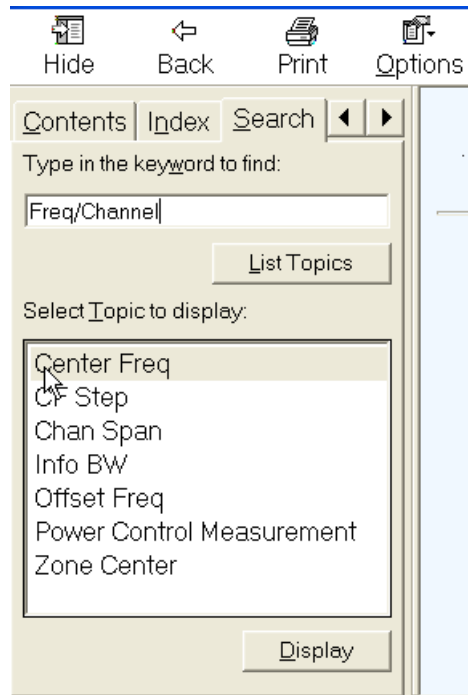 Hide Back Print Options
Contents Index Search
Type in the keyword to find:
Freq/Channel
List Topics
Select Topic to display:
Center Freq
CF Step
Chan Span
Info BW
Offset Freq
Power Control Measurement
Zone Center
Display